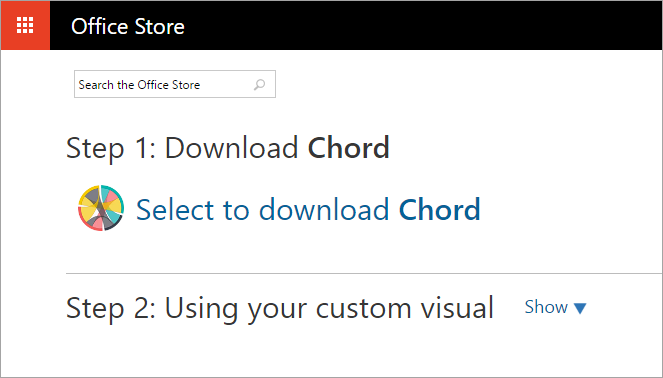 Office Store
Search the Office Store
Step 1: Download Chord
Select to download Chord
Step 2: Using your custom visual Show ▼